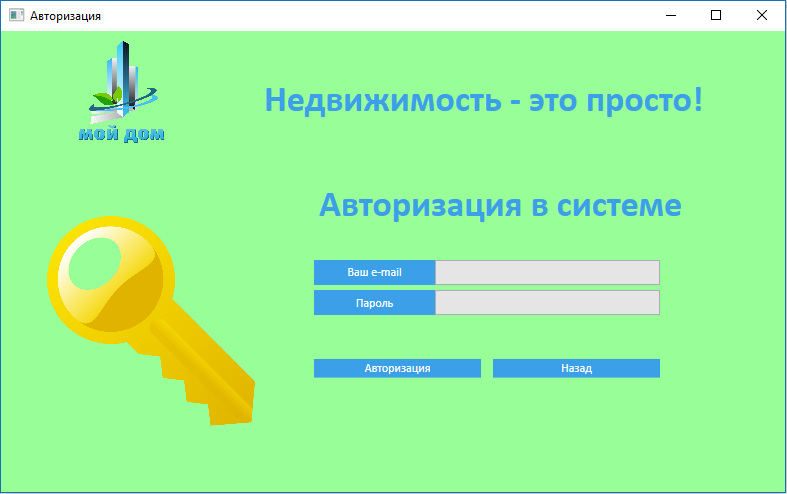 Авторизация
мой дом
Недвижимость - это просто!
Авторизация в системе
Ваш e-mail
Пароль
Авторизация
Назад